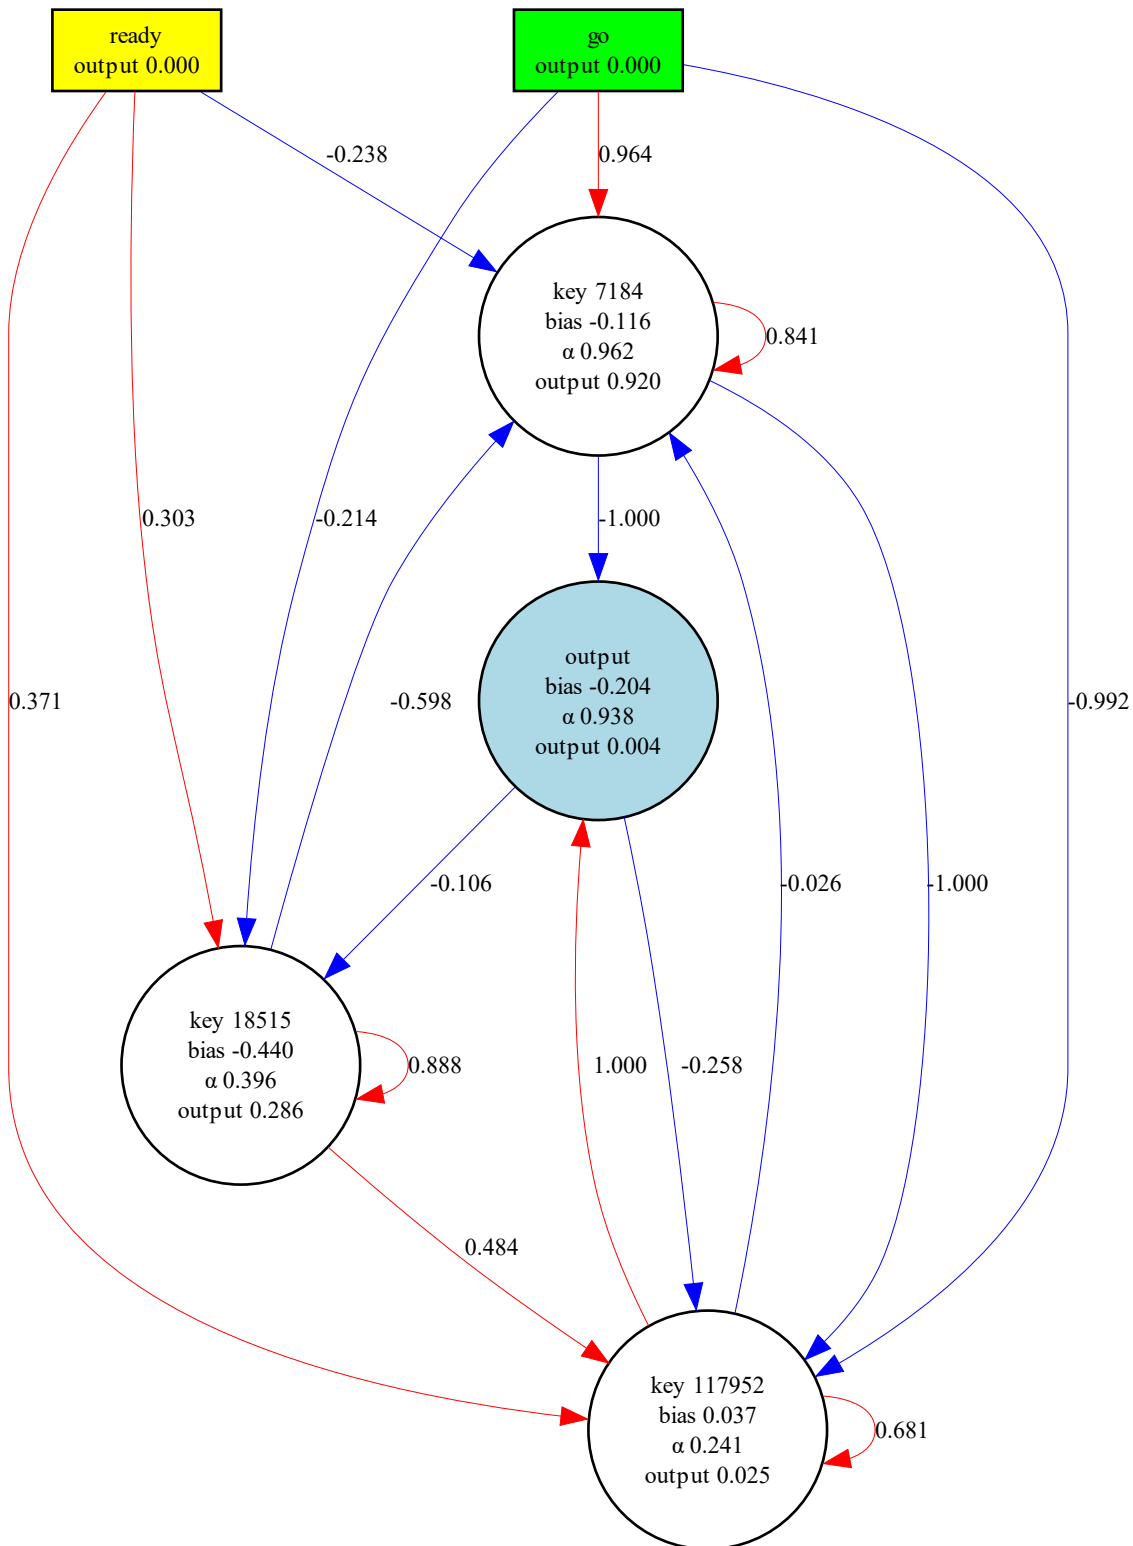 ready
output 0.000
go
output 0.000
-0.238
0.964
key 7184
bias -0.116
α 0.962
output 0.920
0.841
0.303
-0.214
-1.000
output
bias -0.204
α 0.938
output 0.004
0.371
-0.598
-0.992
-0.106
-0.026
-1.000
key 18515
bias -0.440
α 0.396
output 0.286
0.888
1.000
-0.258
0.484
key 117952
bias 0.037
α 0.241
output 0.025
0.681